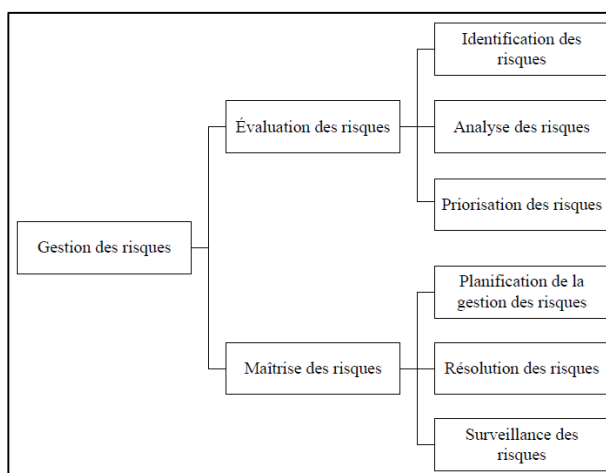 Identification des
risques
Évaluation des risques
Analyse des risques
Priorisation des risques
Gestion des risques
Planification de la
gestion des risques
Maîtrise des risques
Résolution des risques
Surveillance des
risques